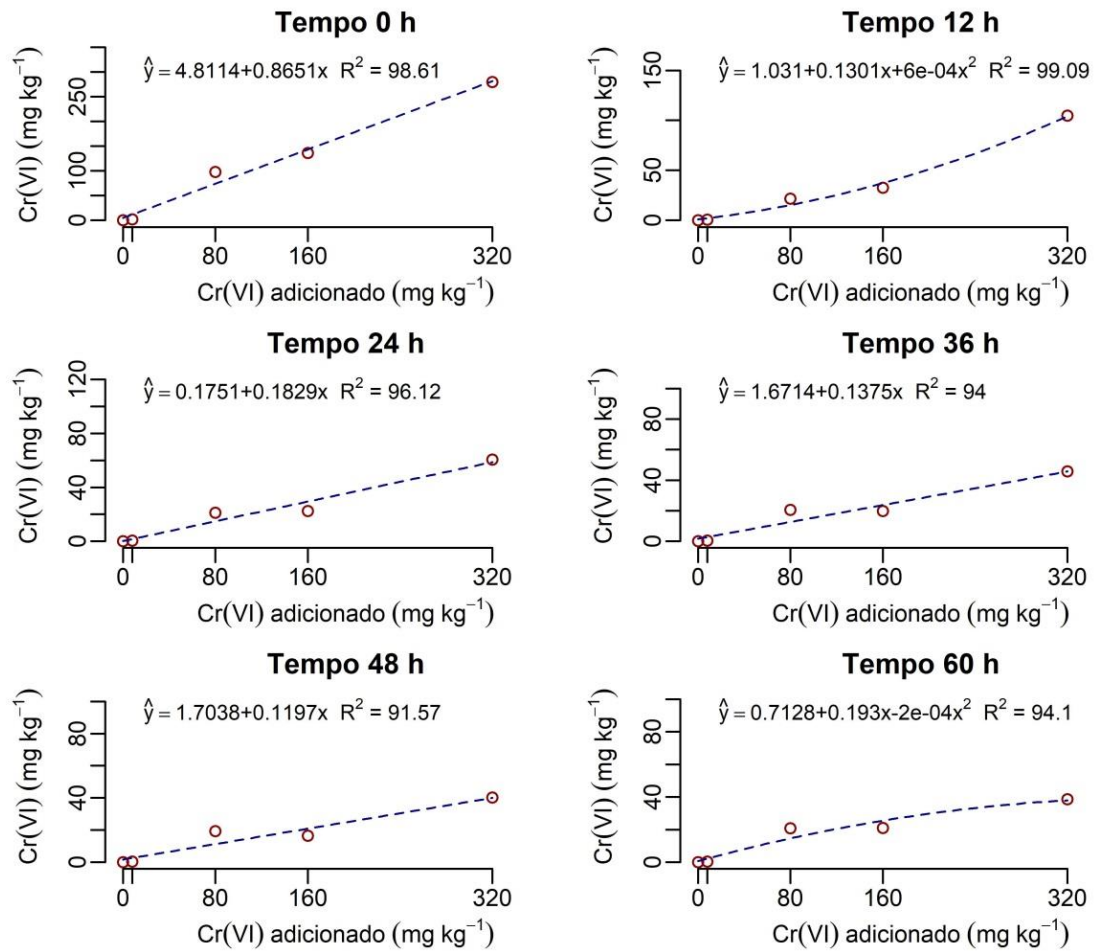 Tempo 0 h
ŷ = 4.8114+0.8651x R² = 98.61
Cr(VI) (mg kg⁻¹)
250
100
0
0 80 160 320
Cr(VI) adicionado (mg kg⁻¹)
Tempo 12 h
ŷ = 1.031+0.1301x+6e-04x² R² = 99.09
Cr(VI) (mg kg⁻¹)
150
50
0
0 80 160 320
Cr(VI) adicionado (mg kg⁻¹)
Tempo 24 h
ŷ = 0.1751+0.1829x R² = 96.12
Cr(VI) (mg kg⁻¹)
120
80
40
0
0 80 160 320
Cr(VI) adicionado (mg kg⁻¹)
Tempo 36 h
ŷ = 1.6714+0.1375x R² = 94
Cr(VI) (mg kg⁻¹)
80
40
0
0 80 160 320
Cr(VI) adicionado (mg kg⁻¹)
Tempo 48 h
ŷ = 1.7038+0.1197x R² = 91.57
Cr(VI) (mg kg⁻¹)
80
40
0
0 80 160 320
Cr(VI) adicionado (mg kg⁻¹)
Tempo 60 h
ŷ = 0.7128+0.193x-2e-04x² R² = 94.1
Cr(VI) (mg kg⁻¹)
80
40
0
0 80 160 320
Cr(VI) adicionado (mg kg⁻¹)